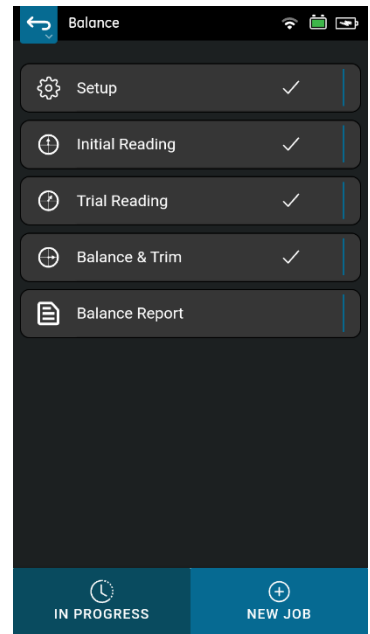 Balance
Setup
Initial Reading
Trial Reading
Balance & Trim
Balance Report
IN PROGRESS
NEW JOB